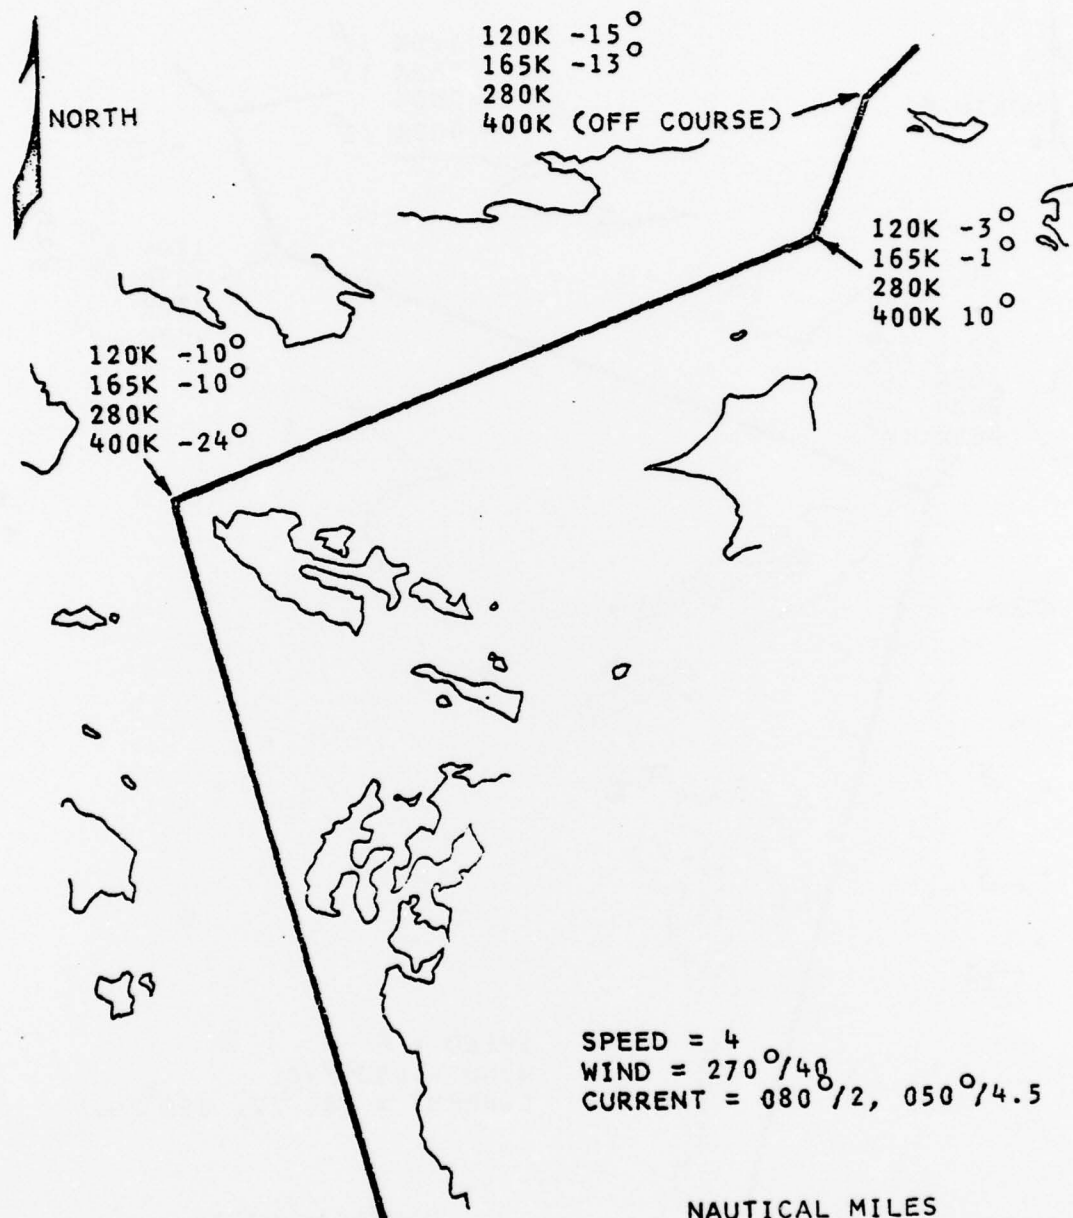 120K -15°
165K -13°
280K
400K (OFF COURSE)
NORTH
120K -3°
165K -1°
280K
400K 10°
120K -10°
165K -10°
280K
400K -24°
SPEED = 4
WIND = 270°/40
CURRENT = 080°/2, 050°/4.5
NAUTICAL MILES